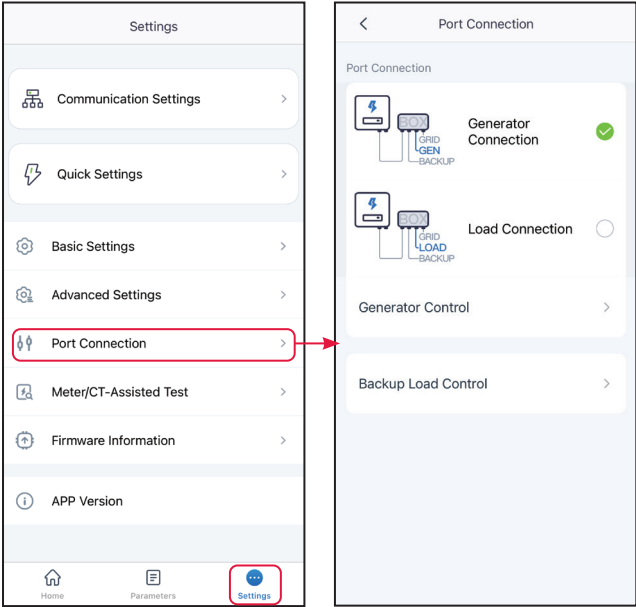 Settings
Communication Settings
Quick Settings
Basic Settings
Advanced Settings
Port Connection
Meter/CT-Assisted Test
Firmware Information
APP Version
Home
Parameters
Settings
Port Connection
Port Connection
BOX
GRID
GEN
BACKUP
Generator
Connection
BOX
GRID
LOAD
BACKUP
Load Connection
Generator Control
Backup Load Control